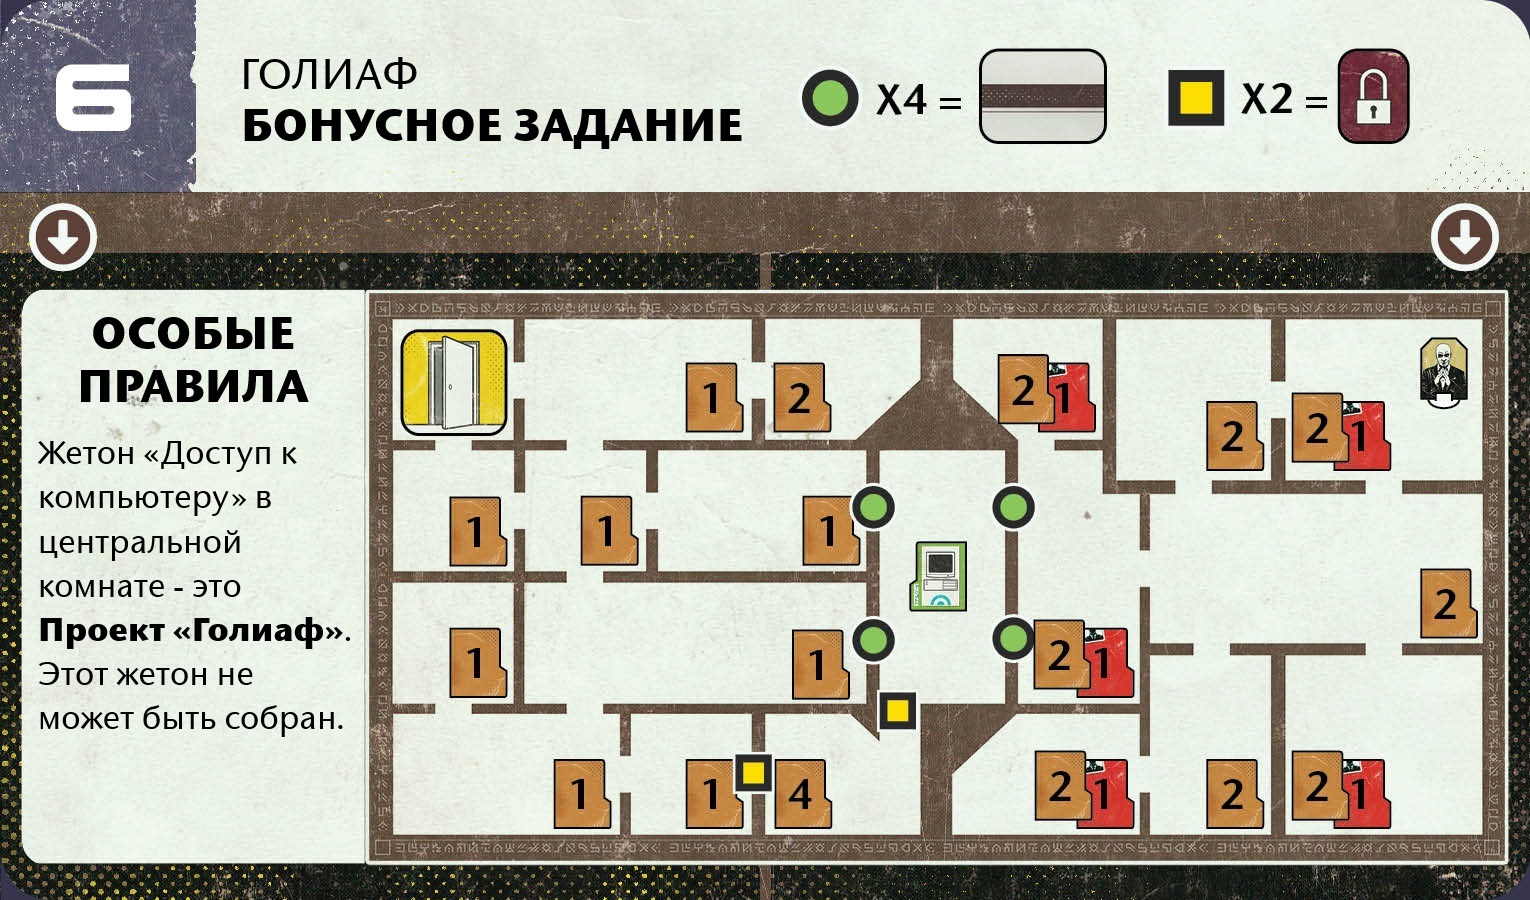 6
ГОЛИАФ
БОНУСНОЕ ЗАДАНИЕ
X4 =
X2 =
ОСОБЫЕ
ПРАВИЛА
Жетон «Доступ к
компьютеру» в
центральной
комнате - это
Проект «Голиаф».
Этот жетон не
может быть собран.
1 2 2 1
2 2 1
1 1 1
2
1 1 2 1
1 1 4 2 1 2 2 1